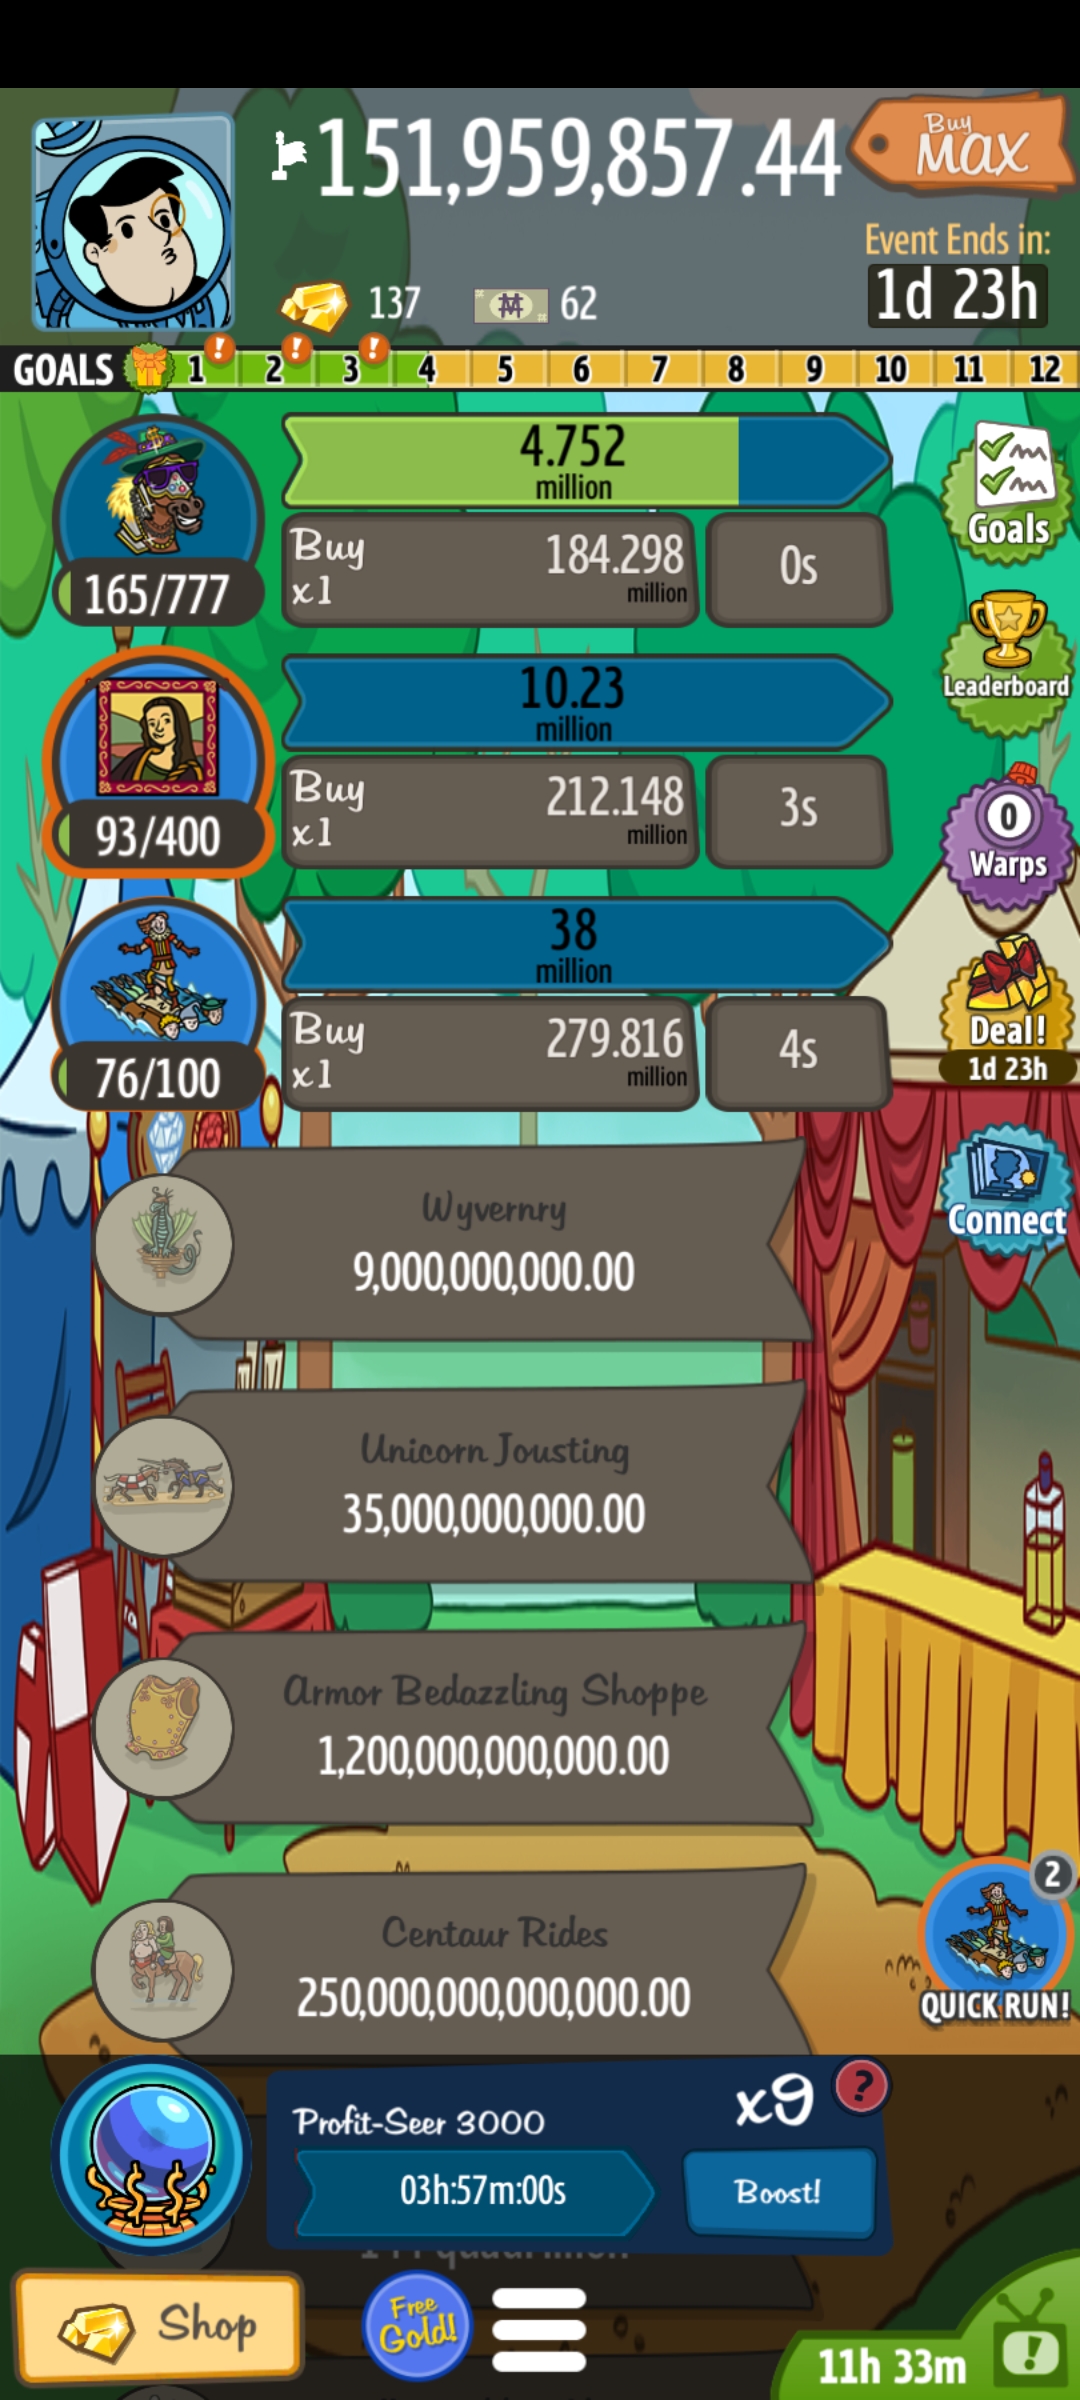 151,959,857.44
Buy
MAX
Event Ends in:
1d 23h
137
62
GOALS 1 ! 2 ! 3 ! 4 5 6 7 8 9 10 11 12
4.752
million
165/777
Buy
x1
184.298
million
0s
Goals
10.23
million
Leaderboard
93/400
Buy
x1
212.148
million
3s
0
Warps
38
million
76/100
Buy
x1
279.816
million
4s
Deal!
1d 23h
Connect
Wyvernry
9,000,000,000.00
Unicorn Jousting
35,000,000,000.00
Armor Bedazzling Shoppe
1,200,000,000,000.00
Centaur Rides
250,000,000,000,000.00
2
QUICK RUN!
Profit-Seer 3000
x9
?
03h:57m:00s
Boost!
Shop
Free
Gold!
11h 33m
!